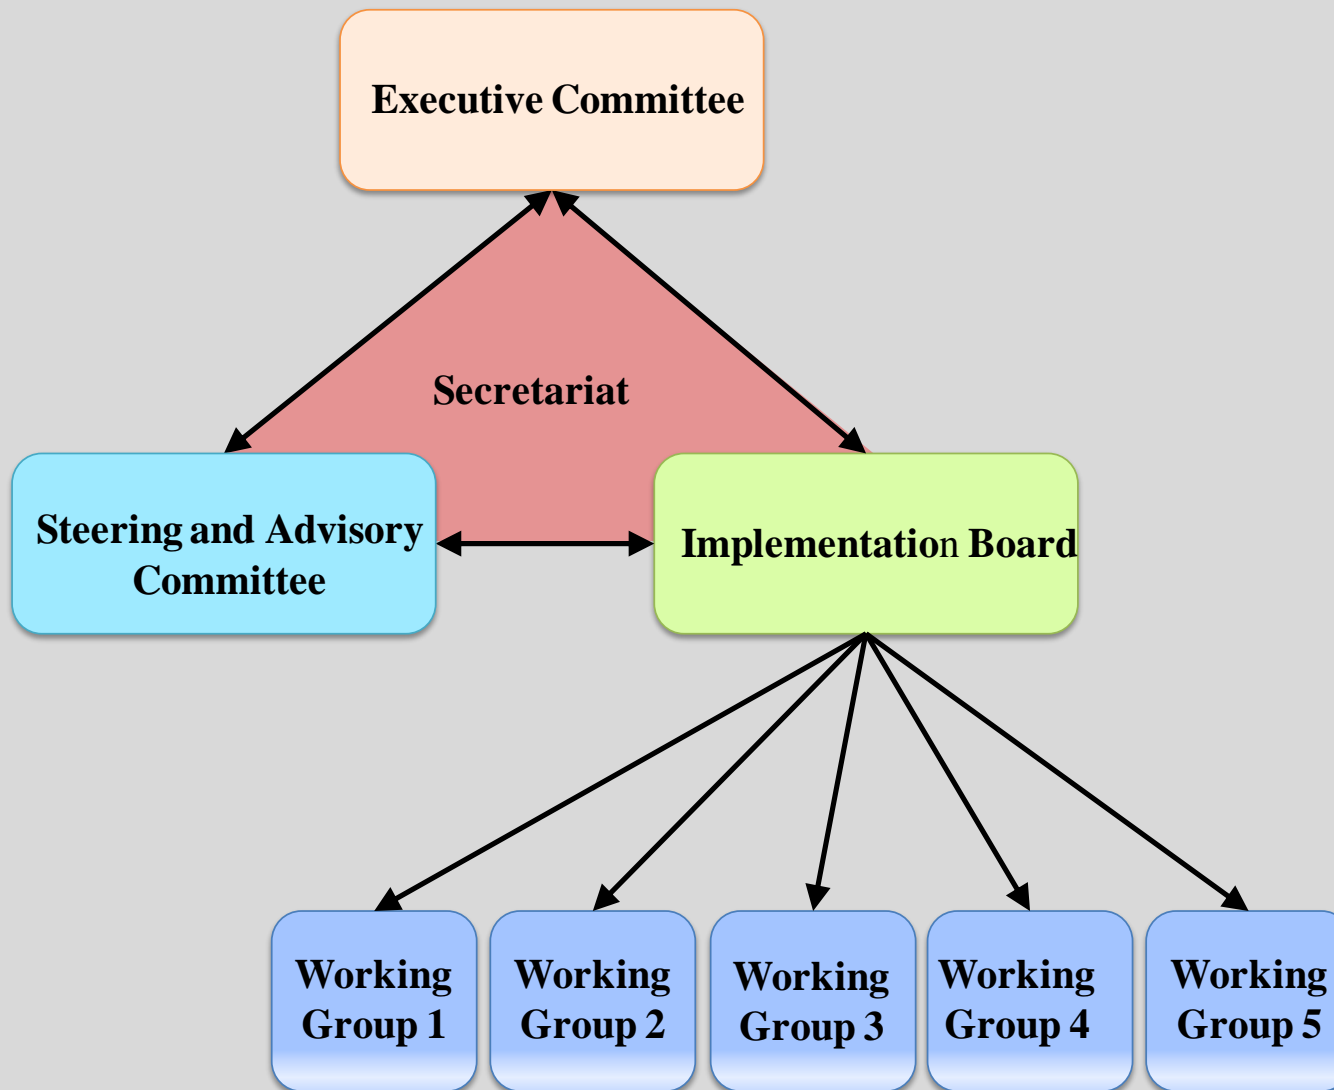 Executive Committee
Secretariat
Steering and Advisory
Committee
Implementation Board
Working
Group 1
Working
Group 2
Working
Group 3
Working
Group 4
Working
Group 5